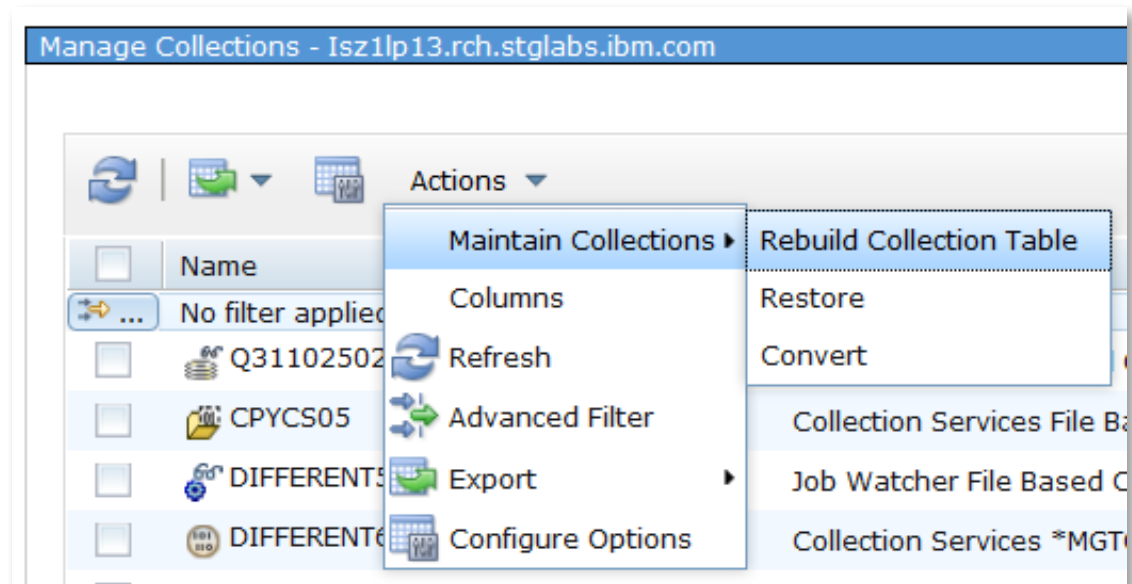 Manage Collections - Isz1lp13.rch.stglabs.ibm.com
Actions
Maintain Collections
Rebuild Collection Table
Name
Columns
Restore
... No filter applied
Q31102502
Refresh
Convert
CPYCS05
Advanced Filter
Collection Services File
DIFFERENT5
Export
Job Watcher File Based
DIFFERENT6
Configure Options
Collection Services